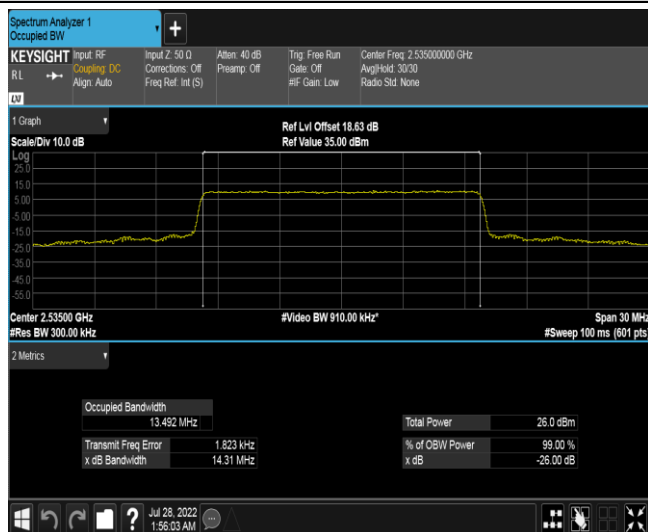 Spectrum Analyzer 1
Occupied BW
+
KEYSIGHT Input: RF Input Z: 50 Ω Atten: 40 dB Trig: Free Run Center Freq: 2.535000000 GHz
RL Coupling: DC Corrections: Off Preamp: Off Gate: Off Avg|Hold: 30/30
Align: Auto Freq Ref: Int (S) #IF Gain: Low Radio Std: None
LXI
1 Graph
Ref Lvl Offset 18.63 dB
Scale/Div 10.0 dB Ref Value 35.00 dBm
Log
25.0
15.0
5.00
-5.00
-15.0
-25.0
-35.0
-45.0
-55.0
Center 2.53500 GHz #Video BW 910.00 kHz* Span 30 MHz
#Res BW 300.00 kHz #Sweep 100 ms (601 pts)
2 Metrics
Occupied Bandwidth
13.492 MHz Total Power 26.0 dBm
Transmit Freq Error 1.823 kHz % of OBW Power 99.00 %
x dB Bandwidth 14.31 MHz x dB -26.00 dB
? Jul 28, 2022
1:56:03 AM